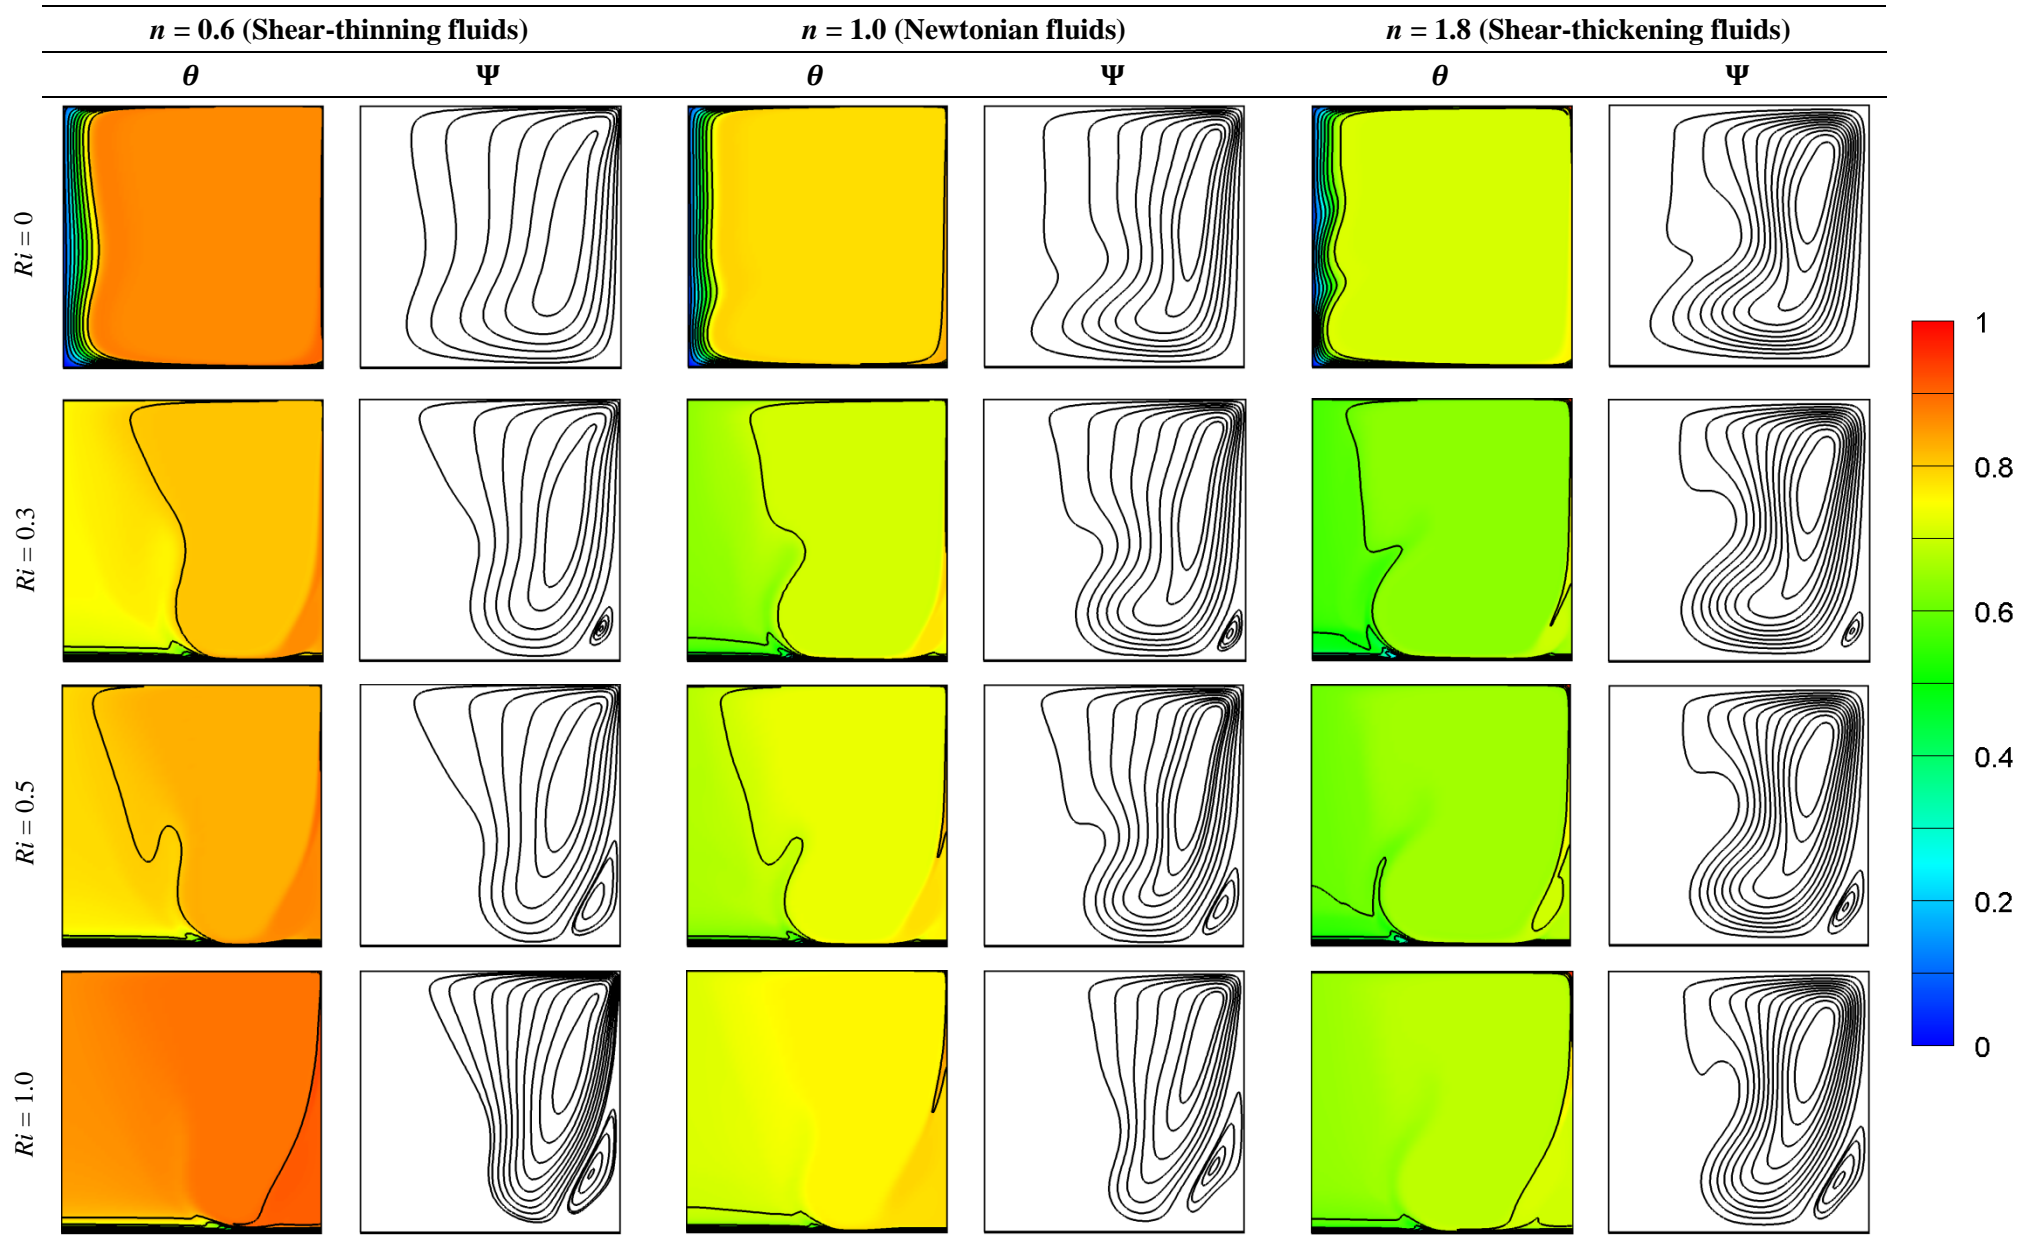 n = 0.6 (Shear-thinning fluids) n = 1.0 (Newtonian fluids) n = 1.8 (Shear-thickening fluids)
θ Ψ θ Ψ θ Ψ
Ri = 0
Ri = 0.3
Ri = 0.5
Ri = 1.0
1
0.8
0.6
0.4
0.2
0